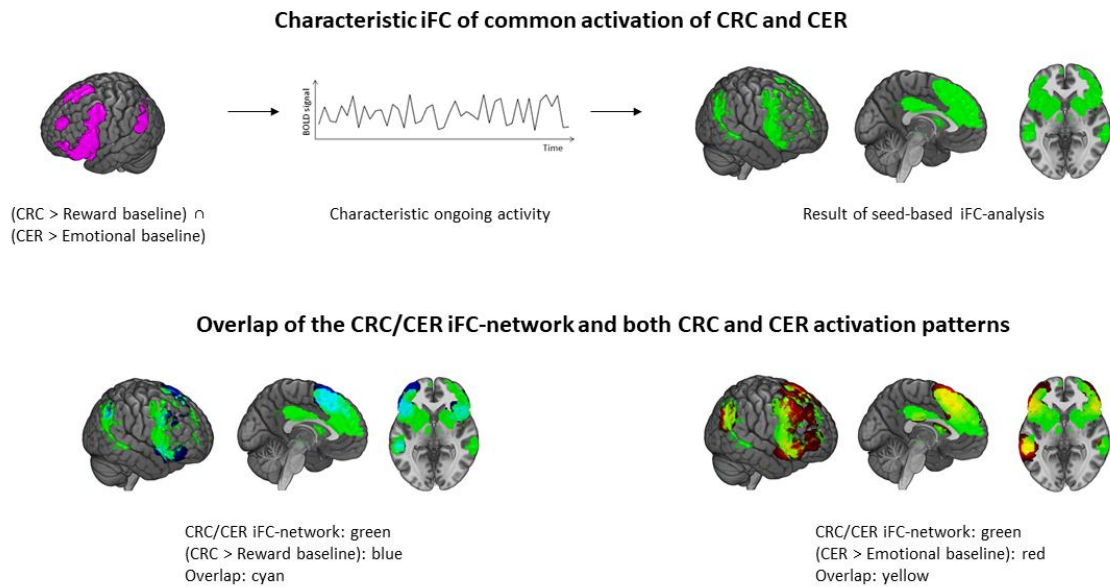 Characteristic iFC of common activation of CRC and CER
BOLD signal
Time
(CRC > Reward baseline) ∩
(CER > Emotional baseline)
Characteristic ongoing activity
Result of seed-based iFC-analysis
Overlap of the CRC/CER iFC-network and both CRC and CER activation patterns
CRC/CER iFC-network: green
(CRC > Reward baseline): blue
Overlap: cyan
CRC/CER iFC-network: green
(CER > Emotional baseline): red
Overlap: yellow